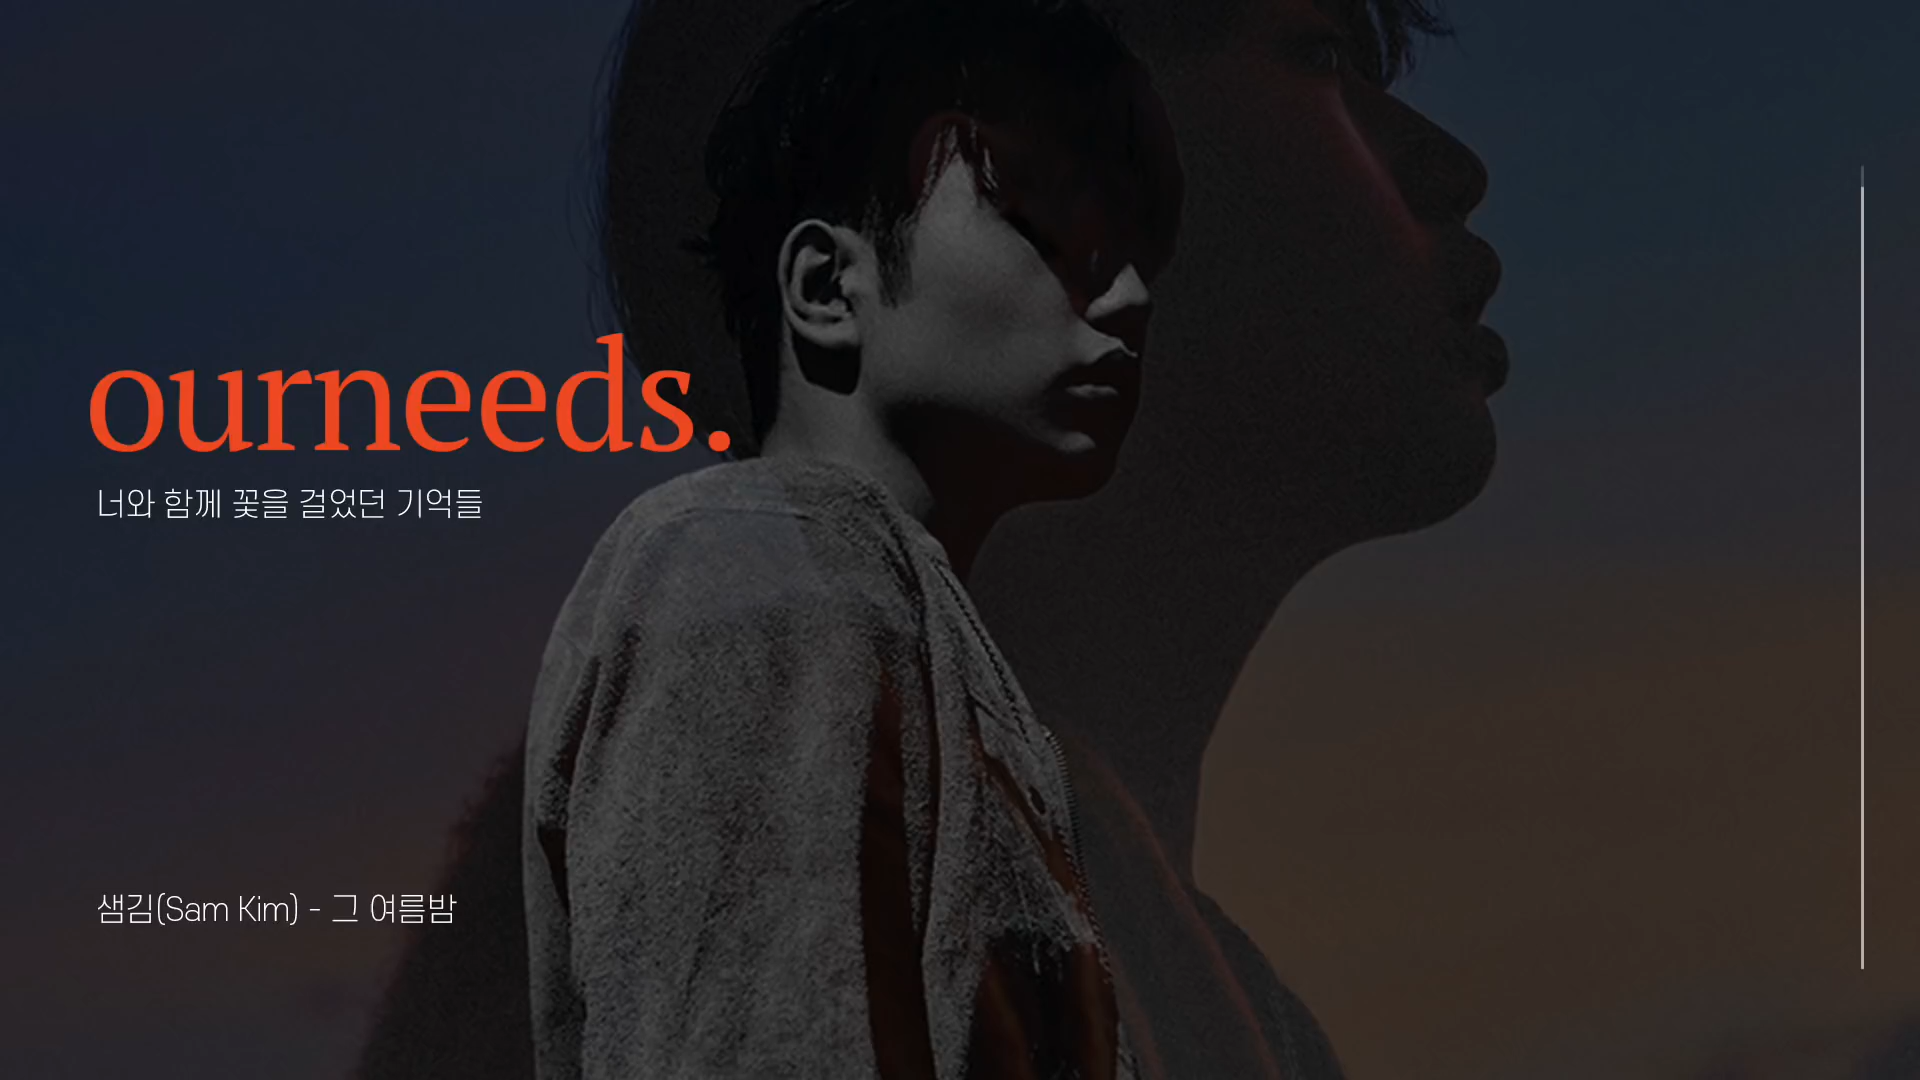 ourneeds.
너와 함께 꽃을 걸었던 기억들
샘김(Sam Kim) - 그 여름밤